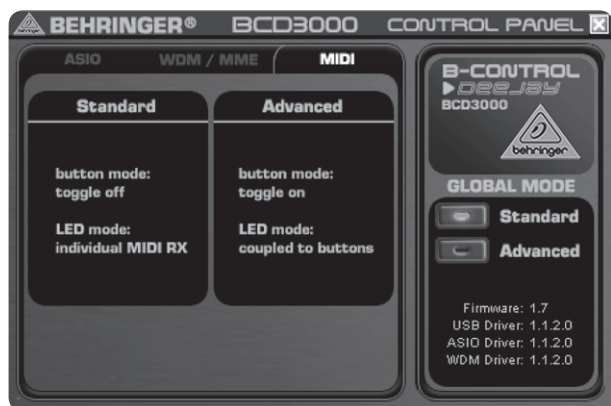 BEHRINGER® BCD3000 CONTROL PANEL X
ASIO WDM / MME MIDI
Standard
button mode:
toggle off
LED mode:
individual MIDI RX
Advanced
button mode:
toggle on
LED mode:
coupled to buttons
B-CONTROL
DEEJAY
BCD3000
behringer
GLOBAL MODE
Standard
Advanced
Firmware: 1.7
USB Driver: 1.1.2.0
ASIO Driver: 1.1.2.0
WDM Driver: 1.1.2.0